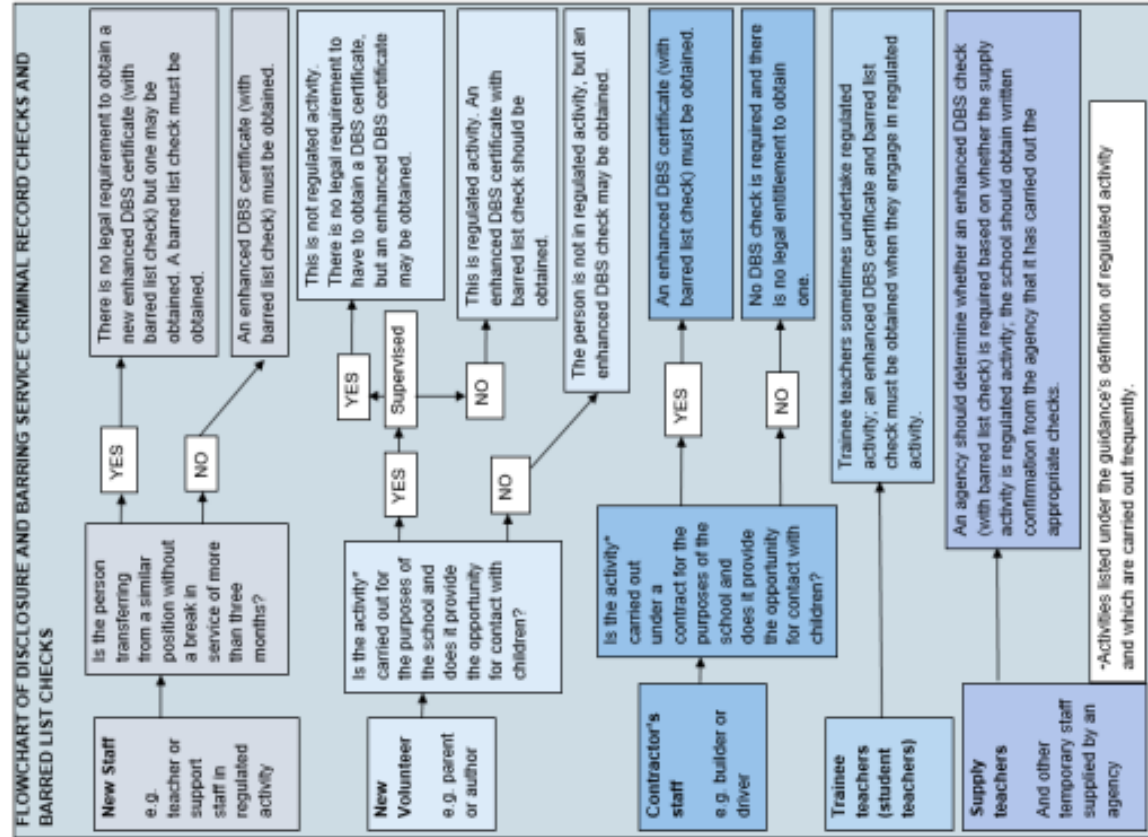 FLOWCHART OF DISCLOSURE AND BARRING SERVICE CRIMINAL RECORD CHECKS AND
BARRED LIST CHECKS
New Staff
e.g.
teacher or
support
staff in
regulated
activity
Is the person
transferring
from a similar
position without
a break in
service of more
than three
months?
YES
There is no legal requirement to obtain a
new enhanced DBS certificate (with
barred list check) but one may be
obtained. A barred list check must be
obtained.
NO
An enhanced DBS certificate (with
barred list check) must be obtained.
New
Volunteer
e.g. parent
or author
Is the activity*
carried out for
the purposes of
the school and
does it provide
the opportunity
for contact with
children?
YES
Supervised
YES
This is not regulated activity.
There is no legal requirement to
have to obtain a DBS certificate,
but an enhanced DBS certificate
may be obtained.
NO
This is regulated activity. An
enhanced DBS certificate with
barred list check should be
obtained.
NO
The person is not in regulated activity, but an
enhanced DBS check may be obtained.
Contractor's
staff
e.g. builder or
driver
Is the activity*
carried out
under a
contract for the
purposes of the
school and
does it provide
the opportunity
for contact with
children?
YES
An enhanced DBS certificate (with
barred list check) must be obtained.
NO
No DBS check is required and there
is no legal entitlement to obtain
one.
Trainee
teachers
(student
teachers)
Trainee teachers sometimes undertake regulated
activity; an enhanced DBS certificate and barred list
check must be obtained when they engage in regulated
activity.
Supply
teachers
And other
temporary staff
supplied by an
agency
An agency should determine whether an enhanced DBS check
(with barred list check) is required based on whether the supply
activity is regulated activity; the school should obtain written
confirmation from the agency that it has carried out the
appropriate checks.
*Activities listed under the guidance's definition of regulated activity
and which are carried out frequently.